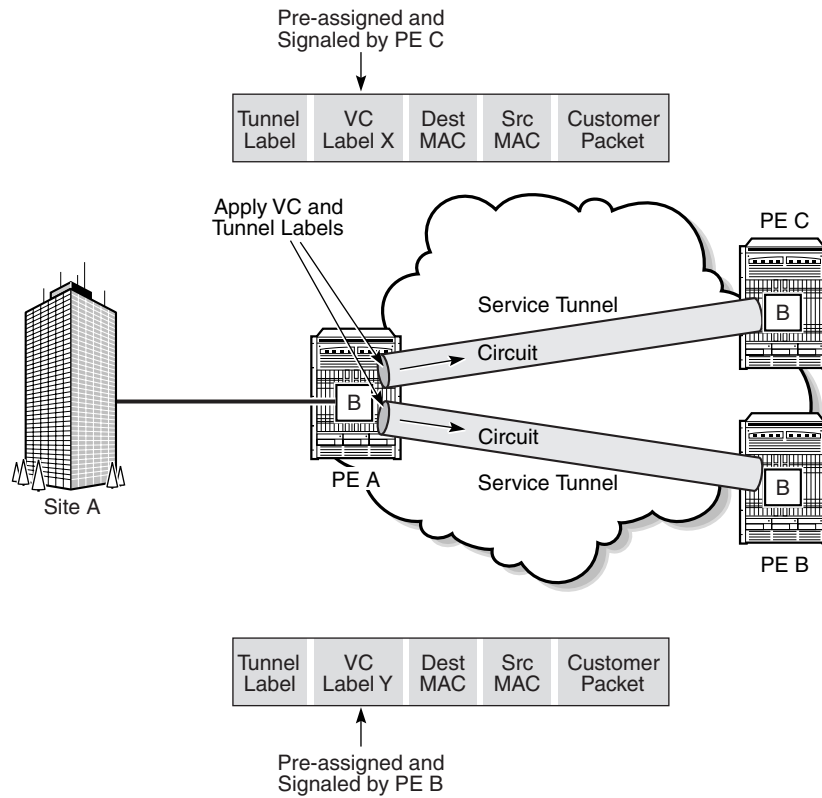 Pre-assigned and
Signaled by PE C
Tunnel
Label
VC
Label X
Dest
MAC
Src
MAC
Customer
Packet
Apply VC and
Tunnel Labels
PE C
Service Tunnel
B
Circuit
B
Site A
PE A
Circuit
Service Tunnel
B
PE B
Tunnel
Label
VC
Label Y
Dest
MAC
Src
MAC
Customer
Packet
Pre-assigned and
Signaled by PE B